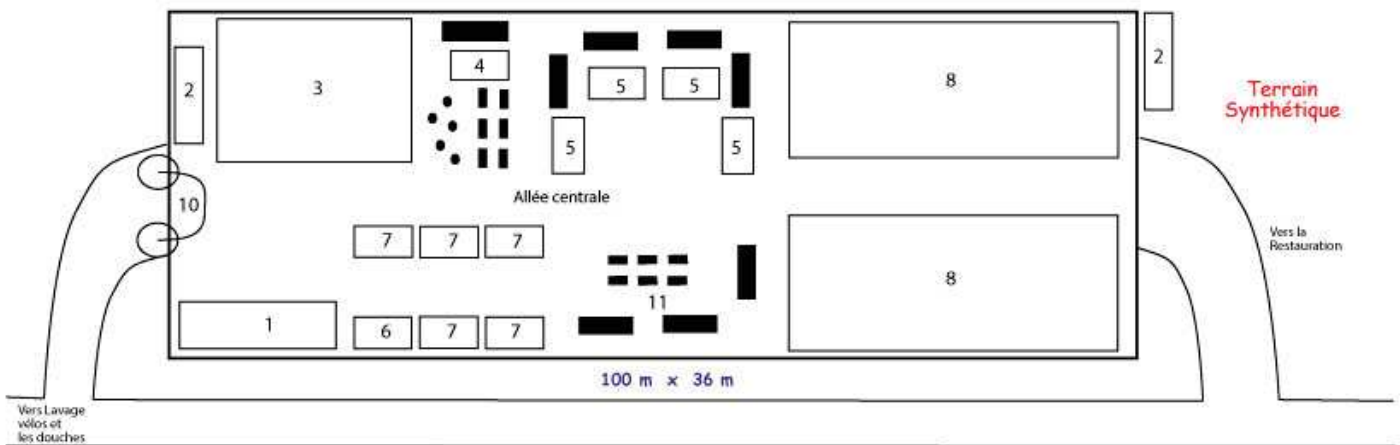 2
3
4
5
5
8
2
Terrain
Synthétique
5
5
10
Allée centrale
7
7
7
Vers la
Restauration
8
11
1
6
7
7
100 m x 36 m
Vers Lavage
vélos et
les douches